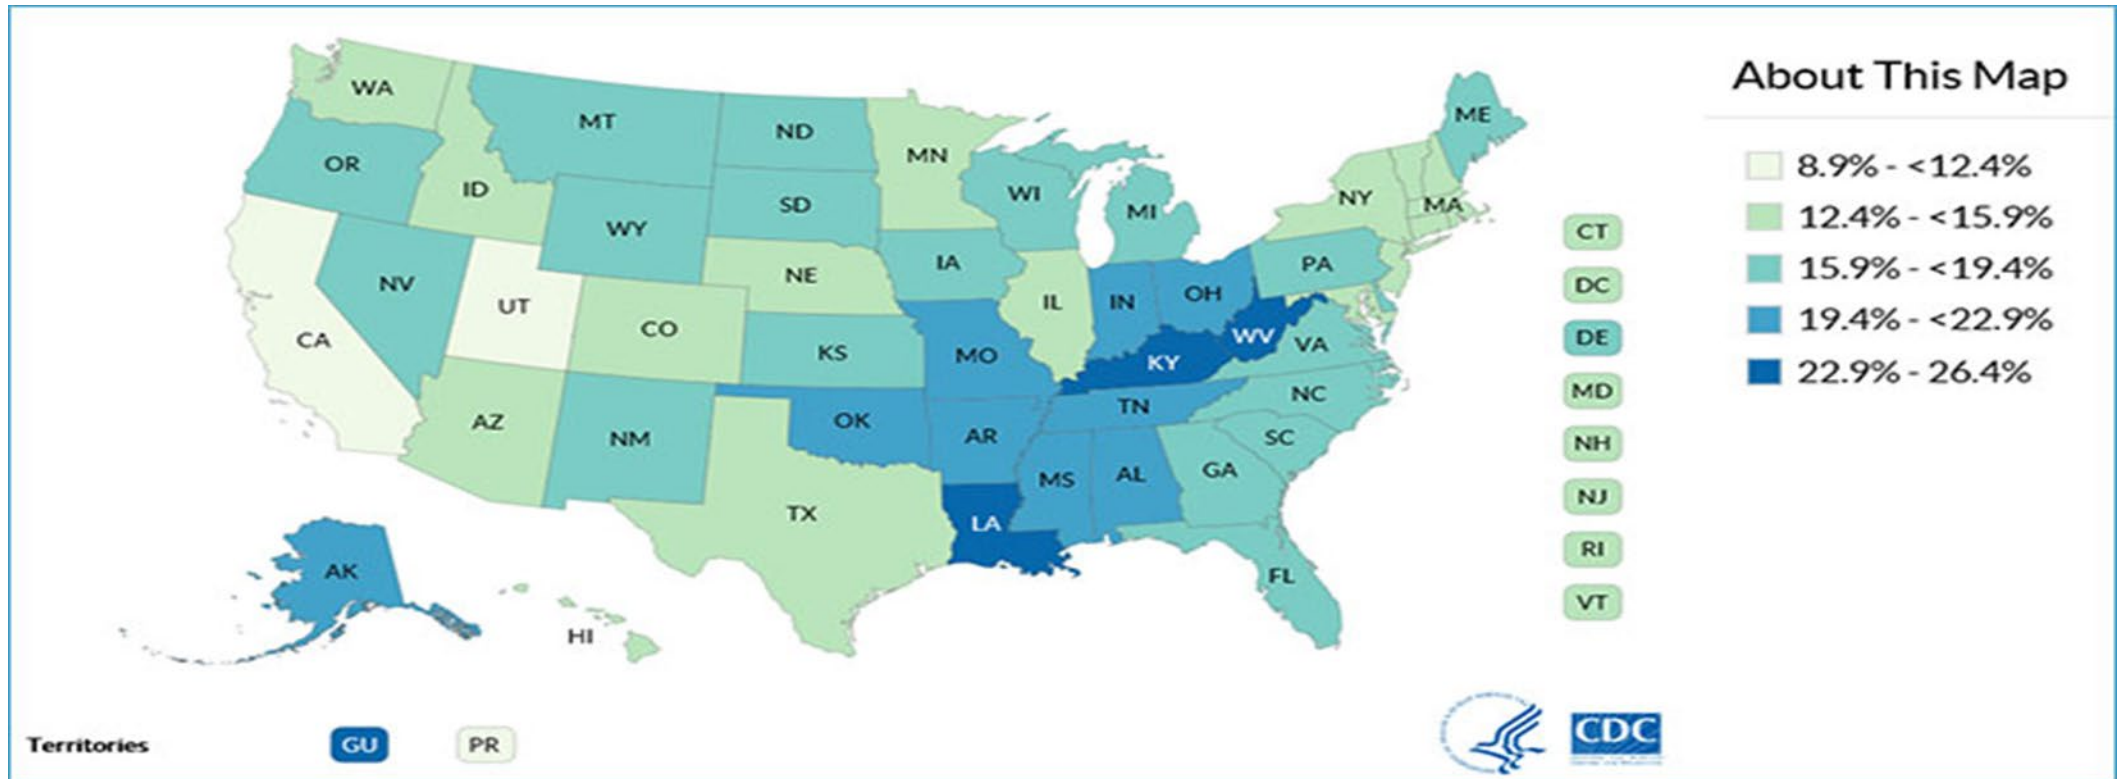 About This Map
8.9% - <12.4%
12.4% - <15.9%
15.9% - <19.4%
19.4% - <22.9%
22.9% - 26.4%
WA
MT
ND
MN
ME
OR
ID
WY
SD
WI
MI
NY
MA
NV
UT
CO
NE
IA
IL
IN
OH
PA
CA
KS
MO
KY
WV
VA
AZ
NM
OK
AR
TN
NC
SC
TX
LA
MS
AL
GA
FL
AK
HI
CT
DC
DE
MD
NH
NJ
RI
VT
Territories
GU
PR
CDC